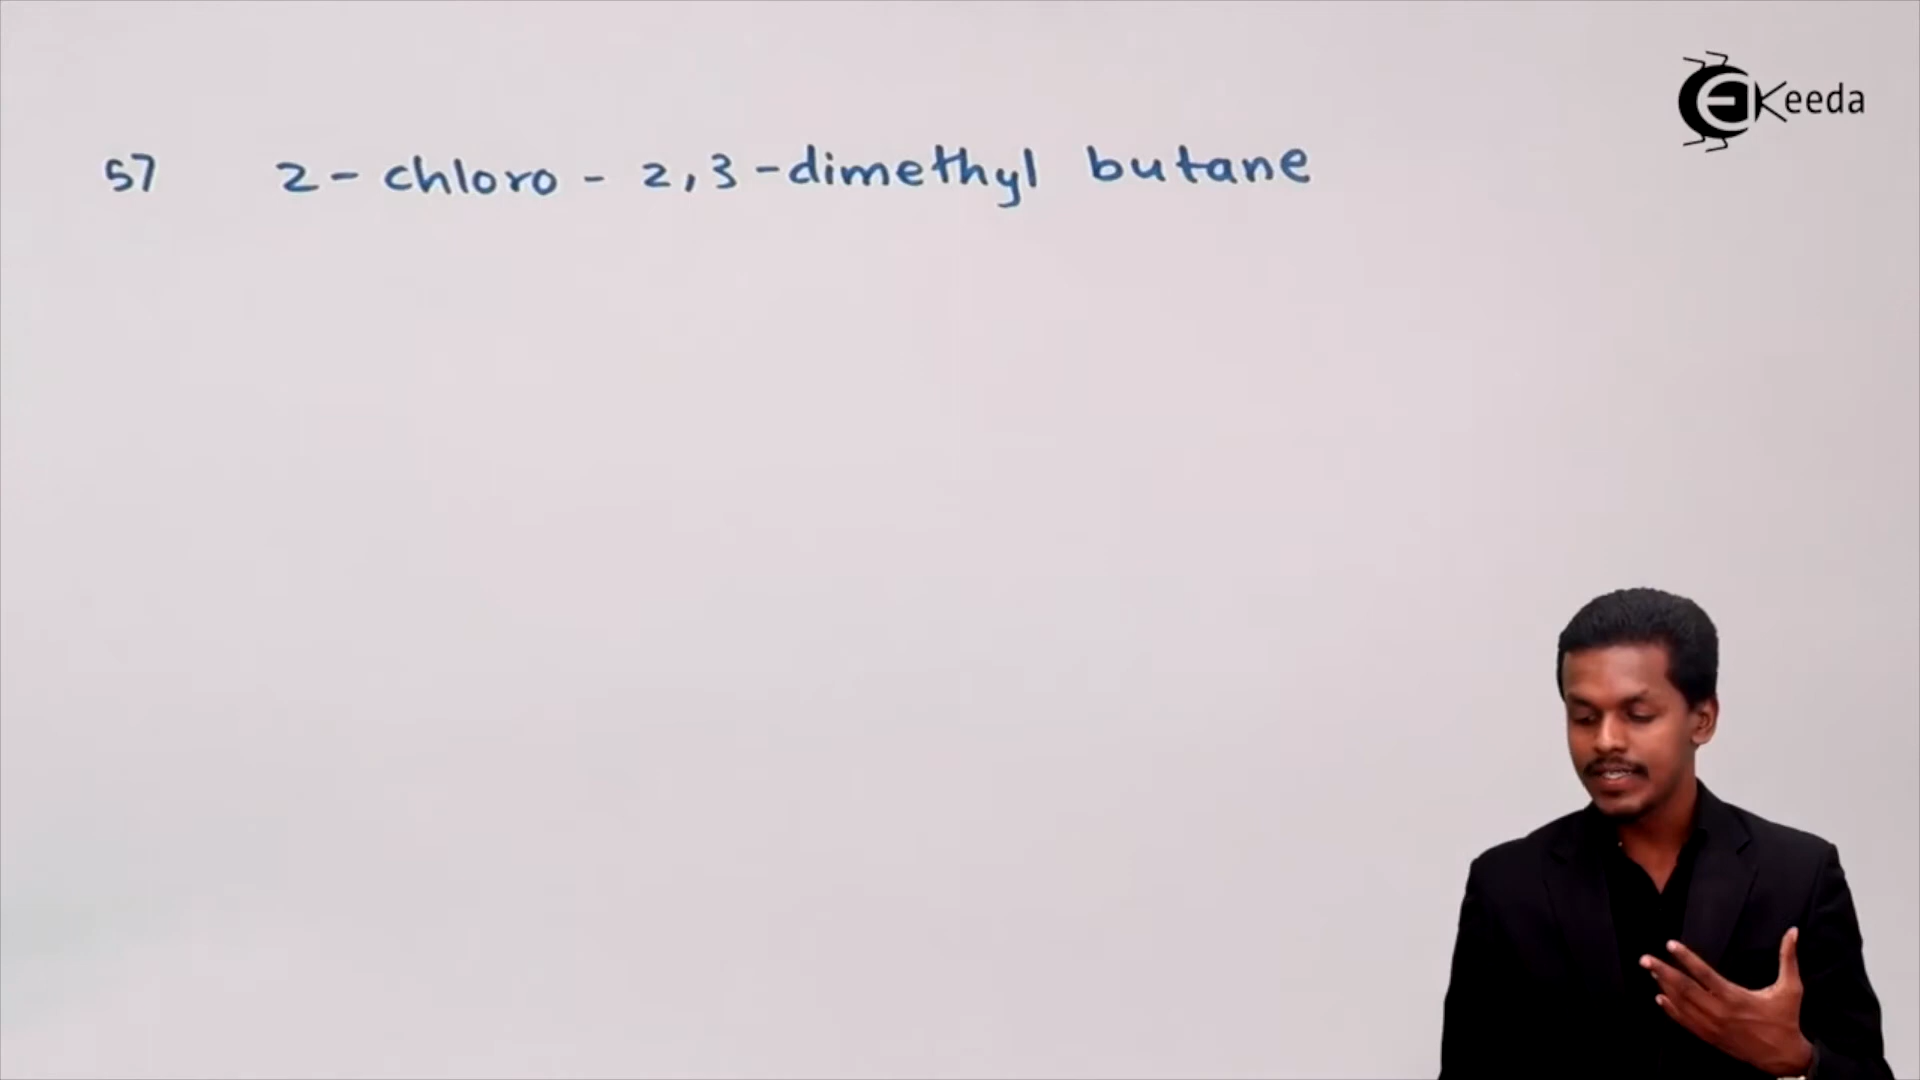 Keeda
57 2 - chloro - 2,3 - dimethyl butane